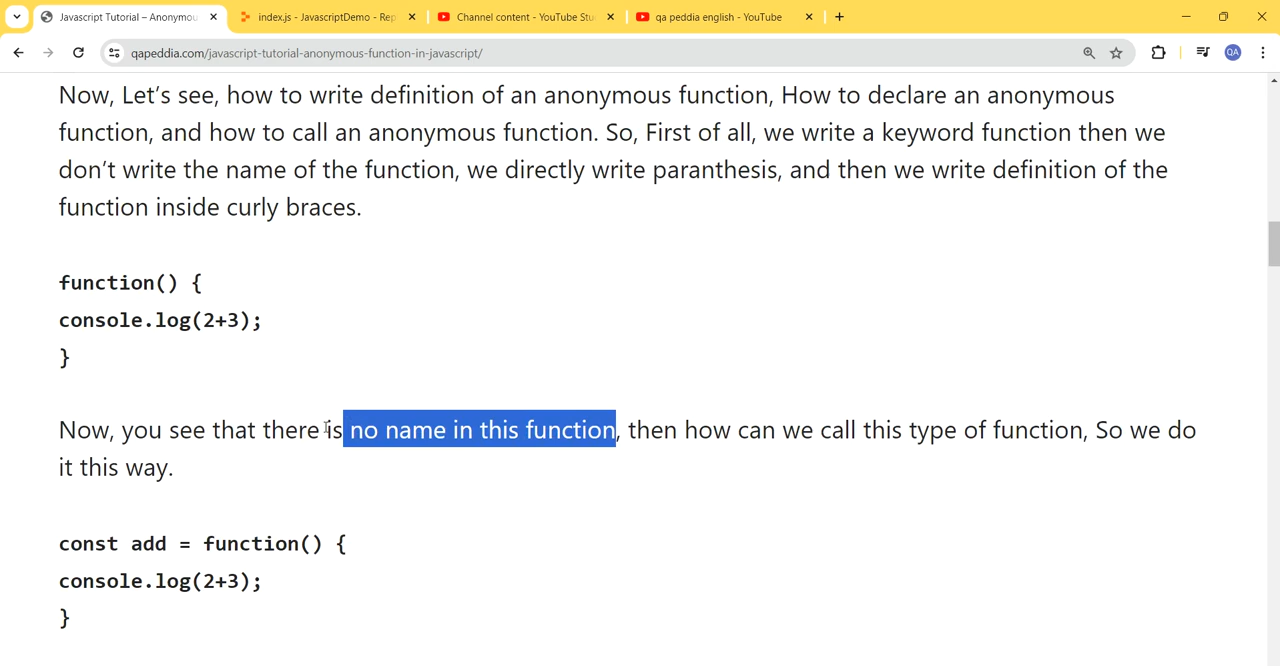 Javascript Tutorial – Anonymou
index.js - JavascriptDemo - Rep
Channel content - YouTube Stu
qa peddia english - YouTube
qapeddia.com/javascript-tutorial-anonymous-function-in-javascript/
QA
Now, Let’s see, how to write definition of an anonymous function, How to declare an anonymous
function, and how to call an anonymous function. So, First of all, we write a keyword function then we
don’t write the name of the function, we directly write paranthesis, and then we write definition of the
function inside curly braces.
function() {
console.log(2+3);
}
Now, you see that there is no name in this function, then how can we call this type of function, So we do
it this way.
const add = function() {
console.log(2+3);
}